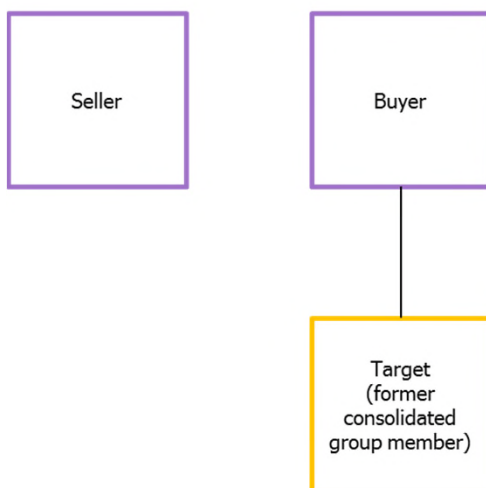 Seller
Buyer
Target
(former
consolidated
group member)